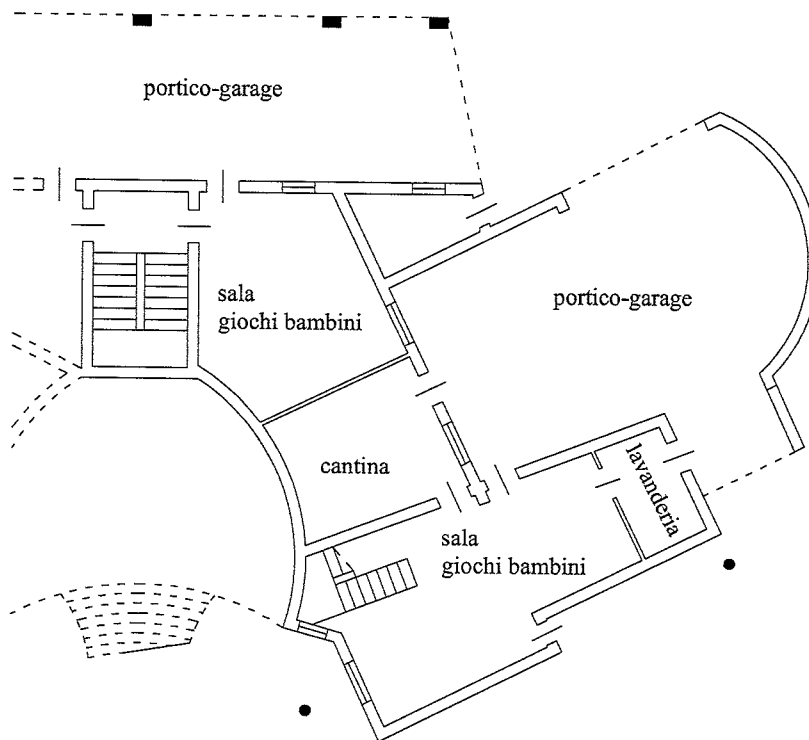 portico-garage
sala
giochi bambini
portico-garage
cantina
lavanderia
sala
giochi bambini